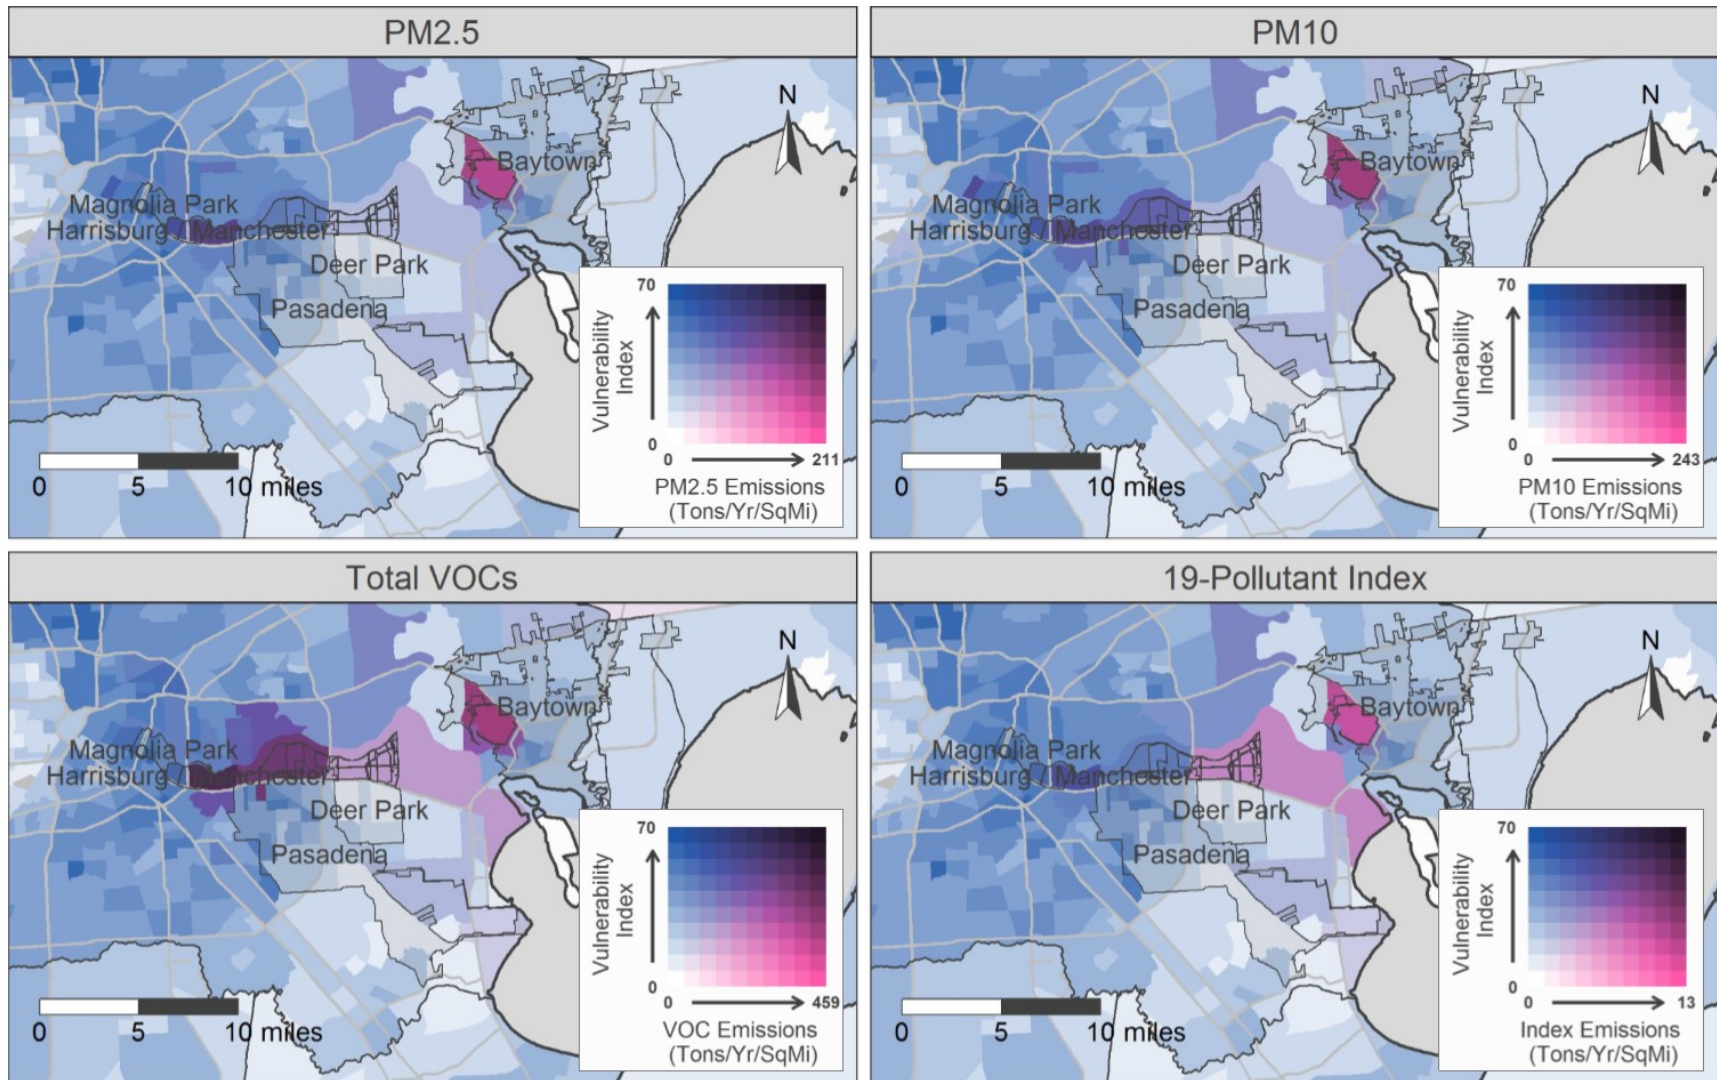 PM2.5
N
Baytown
Magnolia Park
Harrisburg / Manchester
Deer Park
Pasadena
0 5 10 miles
70
Vulnerability
Index
0
0 211
PM2.5 Emissions
(Tons/Yr/SqMi)
PM10
N
Baytown
Magnolia Park
Harrisburg / Manchester
Deer Park
Pasadena
0 5 10 miles
70
Vulnerability
Index
0
0 243
PM10 Emissions
(Tons/Yr/SqMi)
Total VOCs
N
Baytown
Magnolia Park
Harrisburg / Manchester
Deer Park
Pasadena
0 5 10 miles
70
Vulnerability
Index
0
0 459
VOC Emissions
(Tons/Yr/SqMi)
19-Pollutant Index
N
Baytown
Magnolia Park
Harrisburg / Manchester
Deer Park
Pasadena
0 5 10 miles
70
Vulnerability
Index
0
0 13
Index Emissions
(Tons/Yr/SqMi)